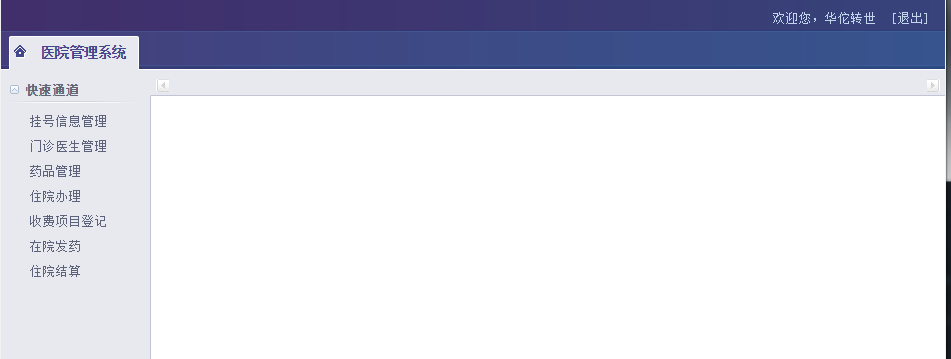 欢迎您，华佗转世 [退出]
医院管理系统
快速通道
挂号信息管理
门诊医生管理
药品管理
住院办理
收费项目登记
在院发药
住院结算